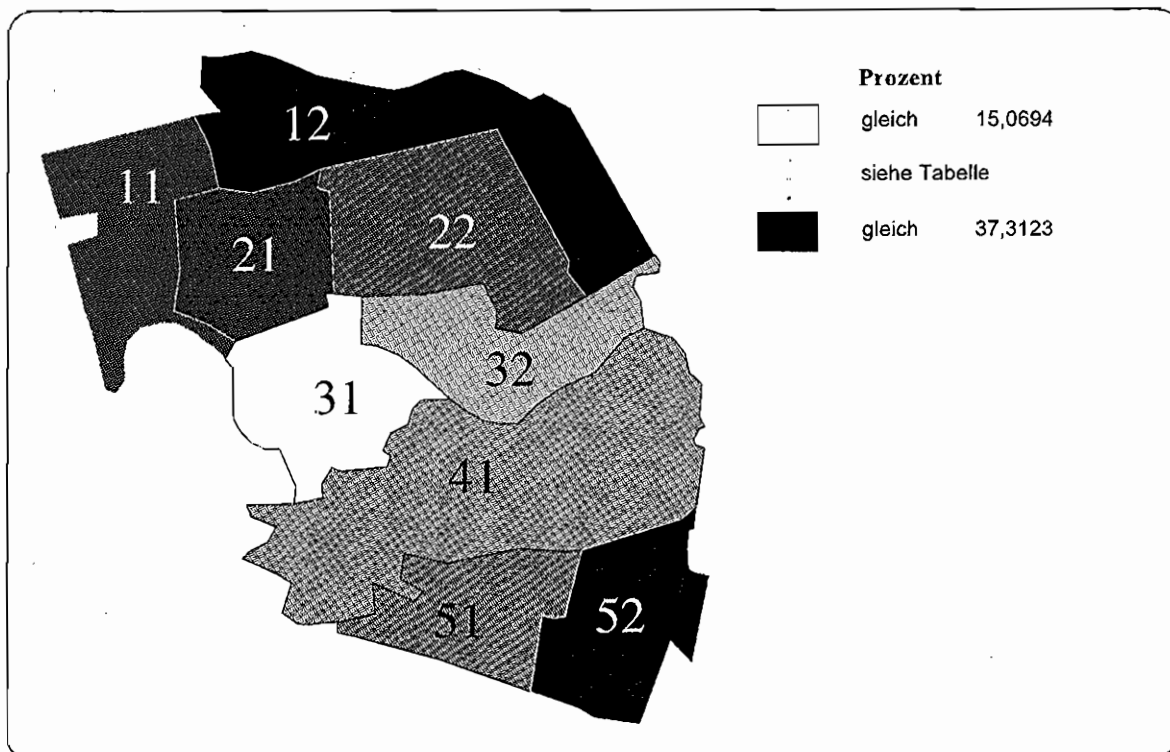 Prozent
gleich 15,0694
siehe Tabelle
gleich 37,3123
12
11
22
21
32
31
41
52
51